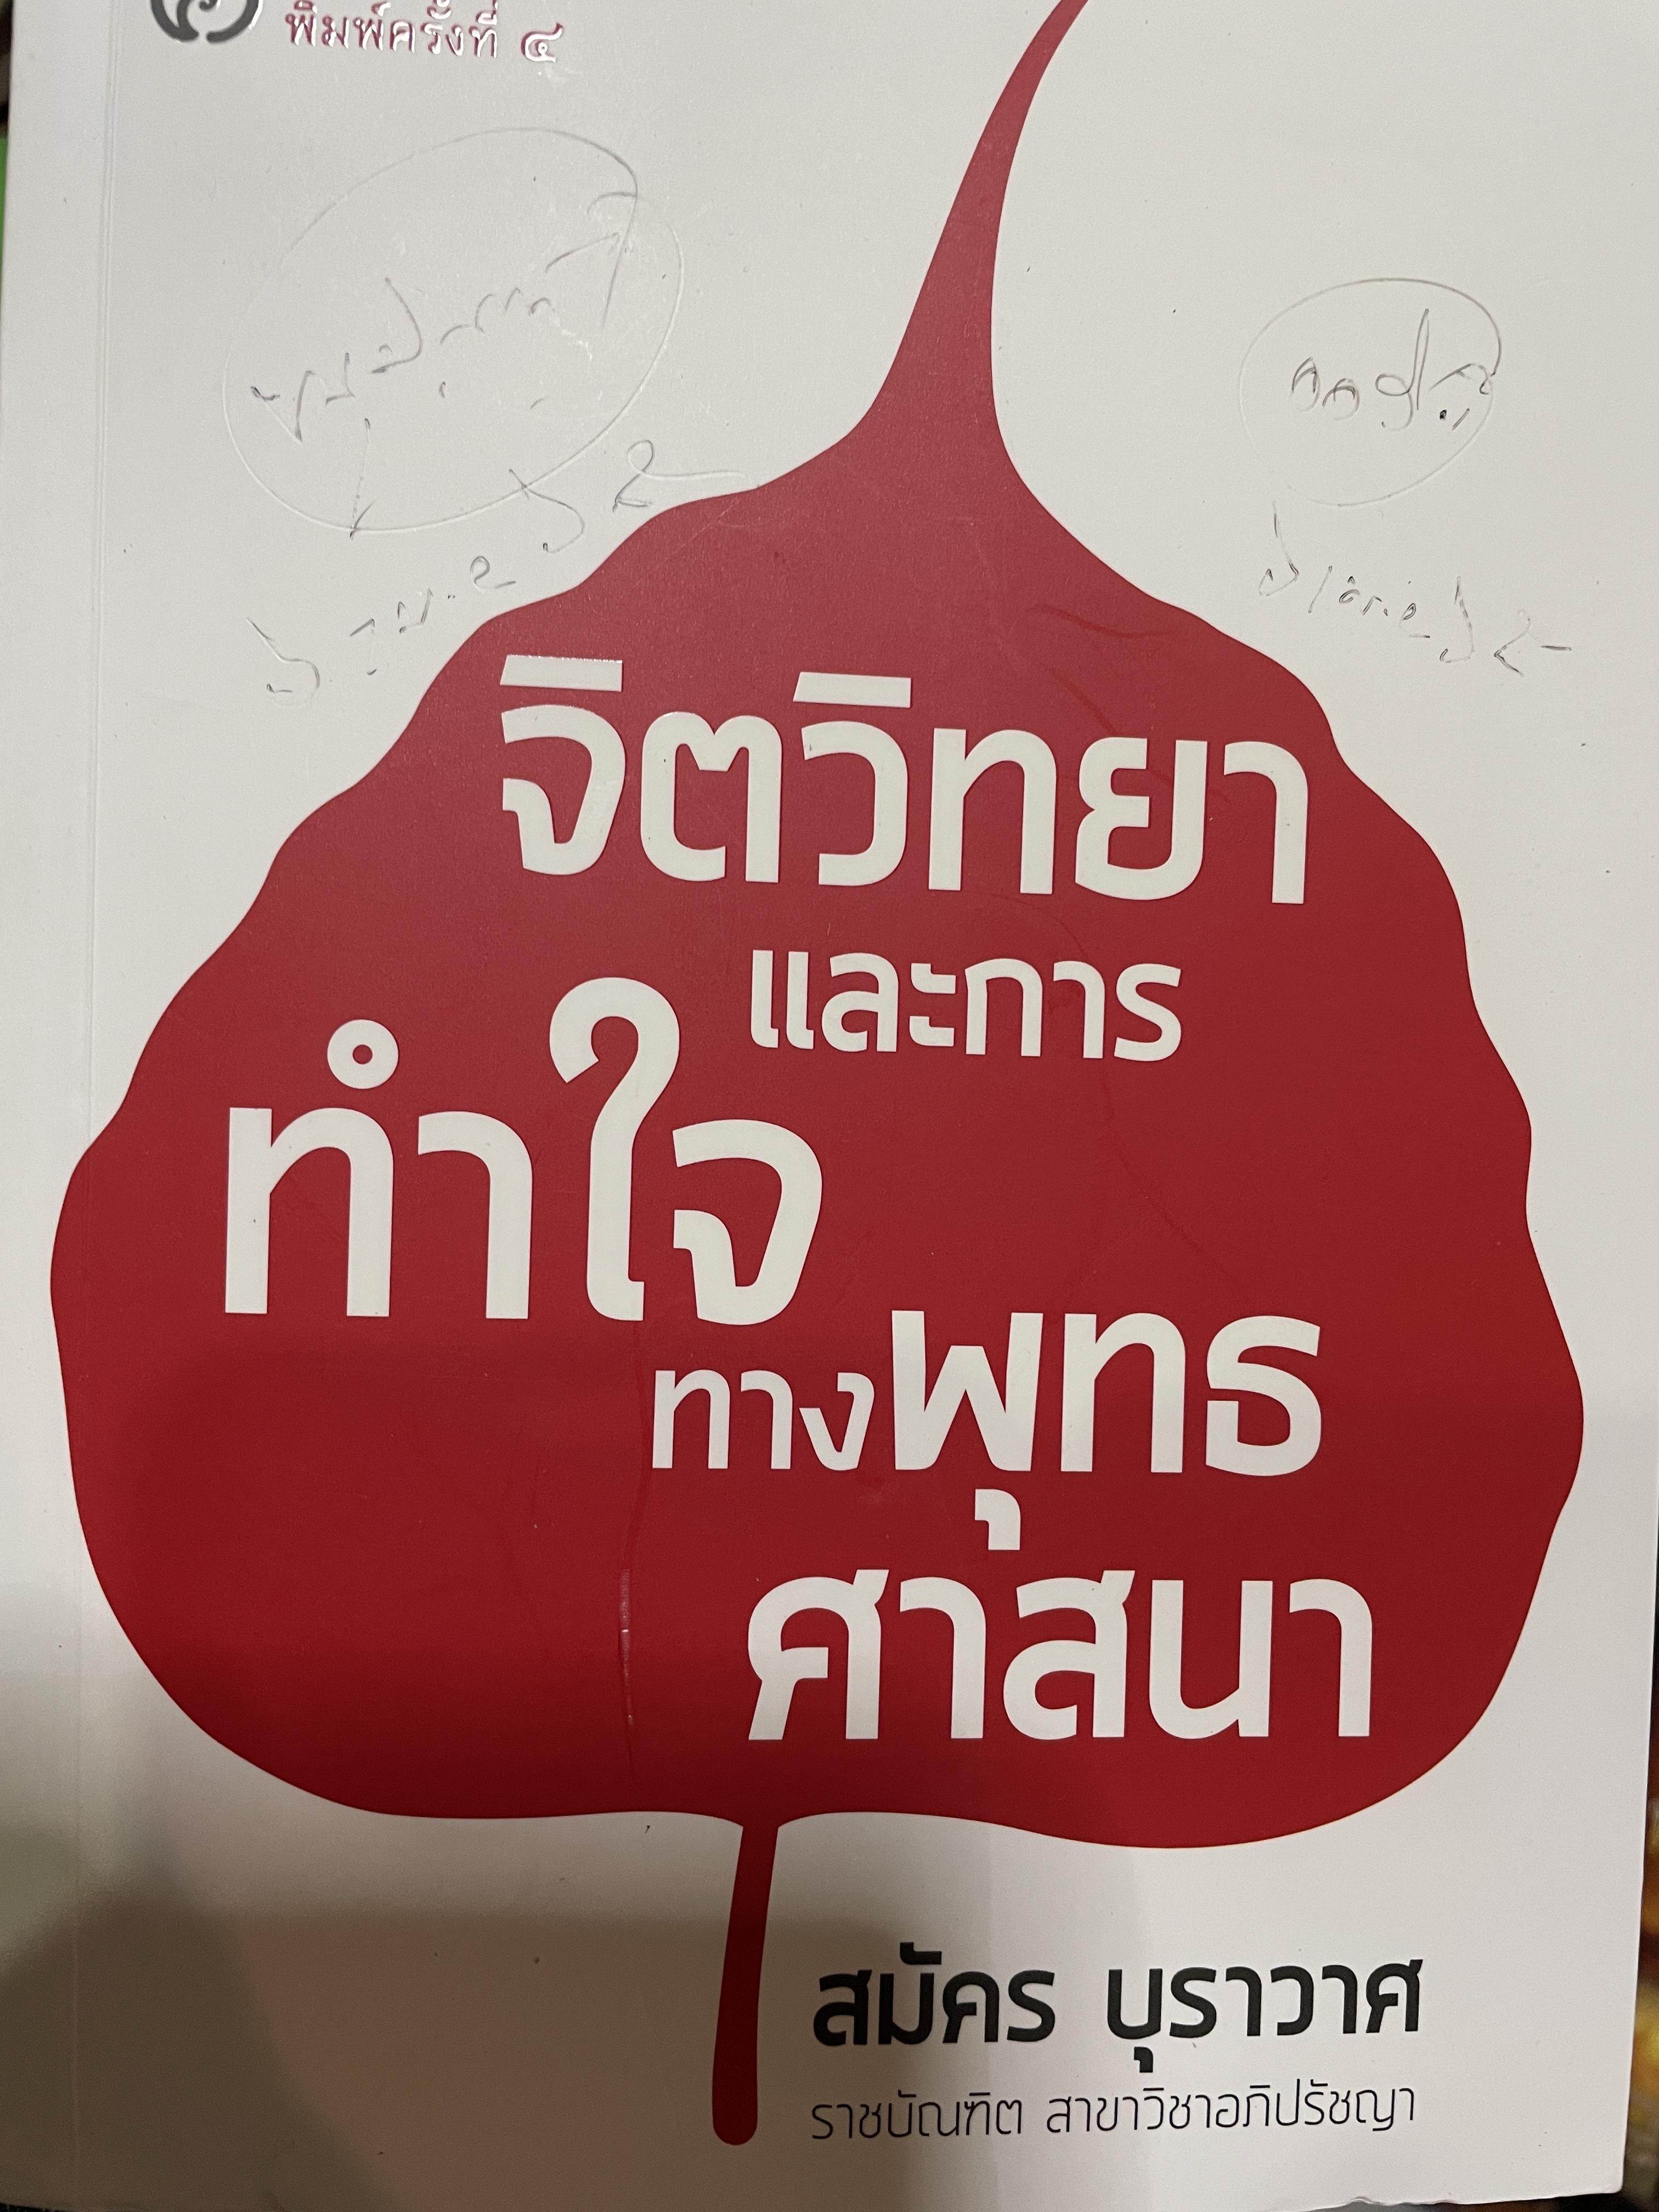 พิมพ์ครั้งที่ ๔
จิตวิทยา
และการ
ทำใจ
ทางพุทธ
ศาสนา
สมัคร บุราวาศ
ราชบัณฑิต สาขาวิชาอภิปรัชญา